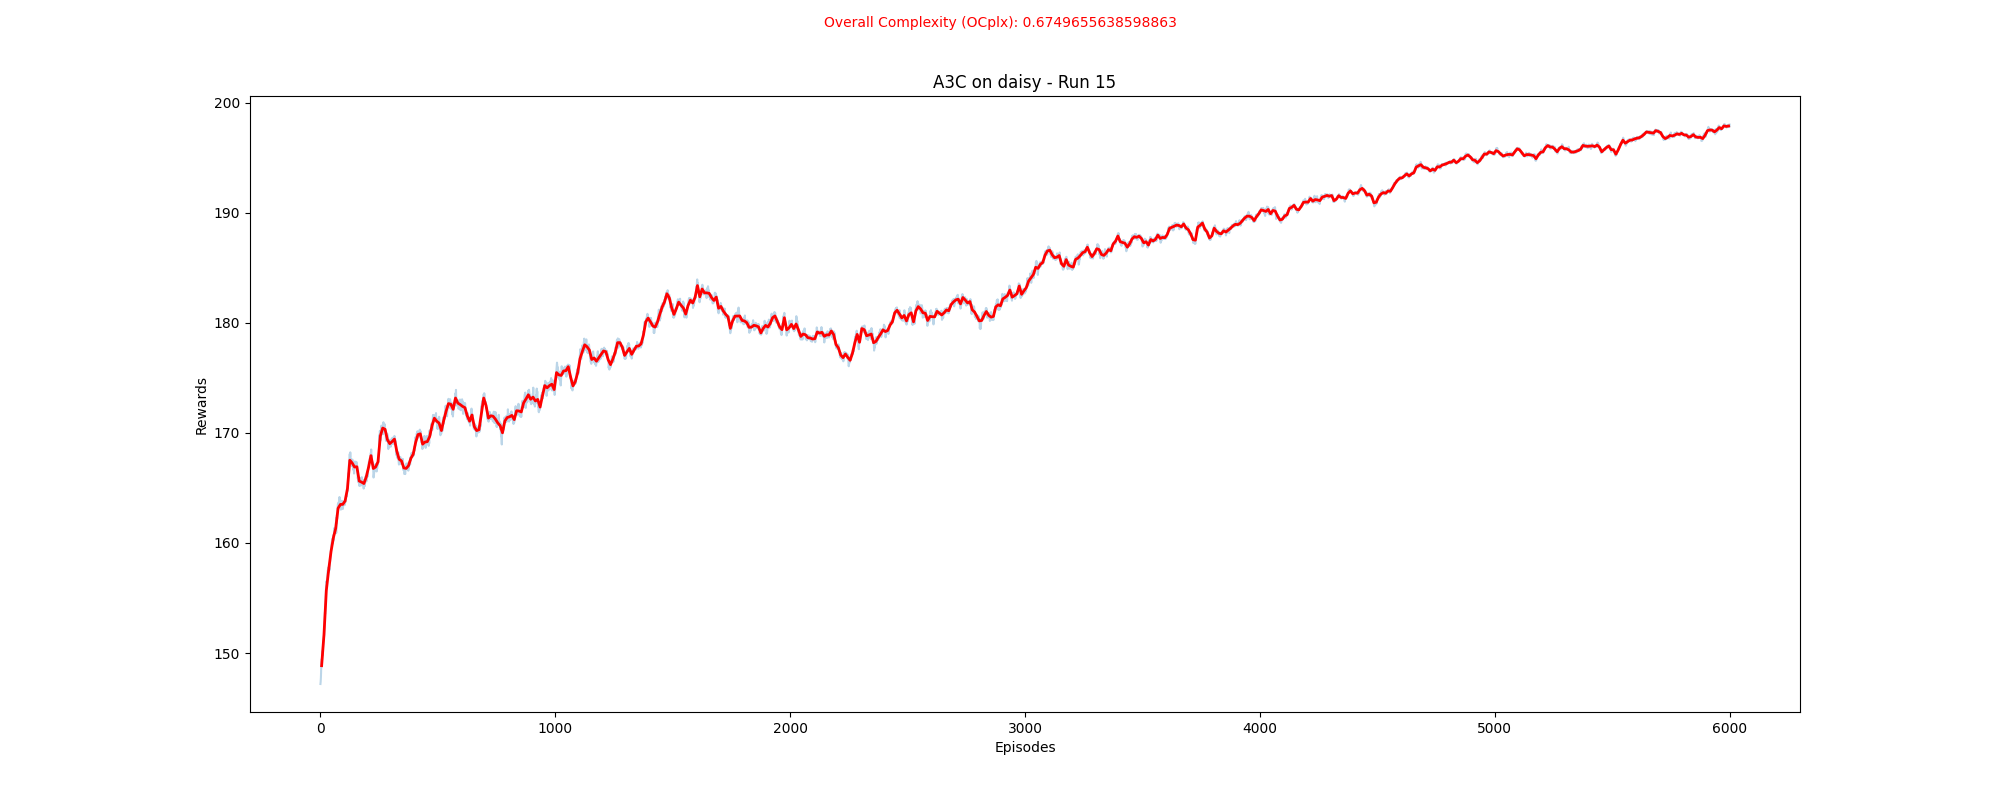 Overall Complexity (OCplx): 0.6749655638598863
A3C on daisy - Run 15
200
190
180
170
160
150
Rewards
0 1000 2000 3000 4000 5000 6000
Episodes